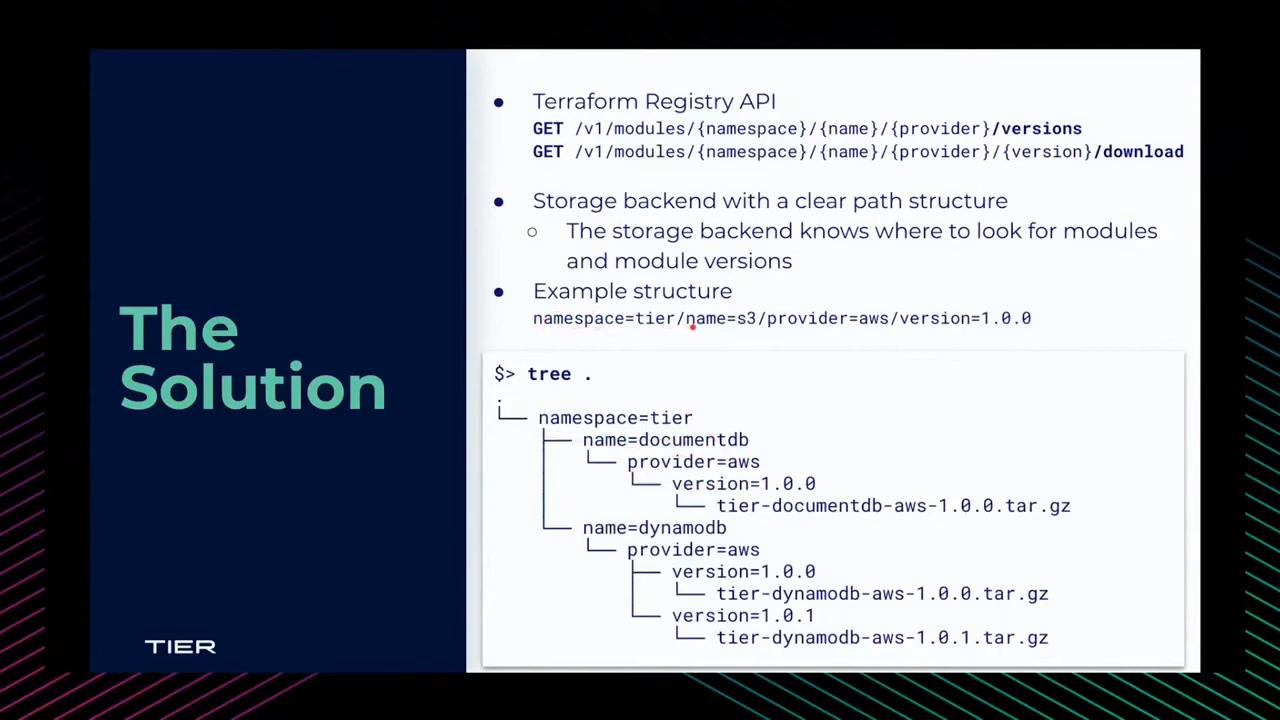 The
Solution
TIER
● Terraform Registry API
GET /v1/modules/{namespace}/{name}/{provider}/versions
GET /v1/modules/{namespace}/{name}/{provider}/{version}/download
● Storage backend with a clear path structure
○ The storage backend knows where to look for modules
and module versions
● Example structure
namespace=tier/name=s3/provider=aws/version=1.0.0
$> tree .
.
└── namespace=tier
    ├── name=documentdb
    │   └── provider=aws
    │       └── version=1.0.0
    │           └── tier-documentdb-aws-1.0.0.tar.gz
    └── name=dynamodb
        └── provider=aws
            ├── version=1.0.0
            │   └── tier-dynamodb-aws-1.0.0.tar.gz
            └── version=1.0.1
                └── tier-dynamodb-aws-1.0.1.tar.gz